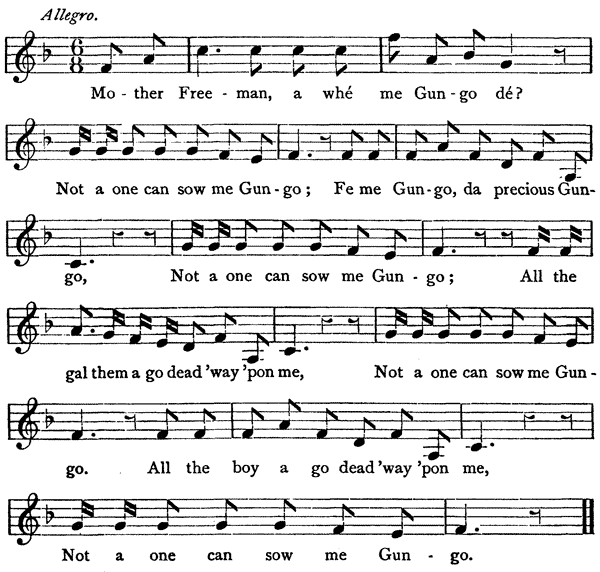 Allegro.
6
8
Mo - ther Free - man, a whé me Gun - go dé?
Not a one can sow me Gun - go; Fe me Gun - go, da precious Gun-
go, Not a one can sow me Gun - go; All the
gal them a go dead 'way 'pon me, Not a one can sow me Gun -
go. All the boy a go dead 'way 'pon me,
Not a one can sow me Gun - go.